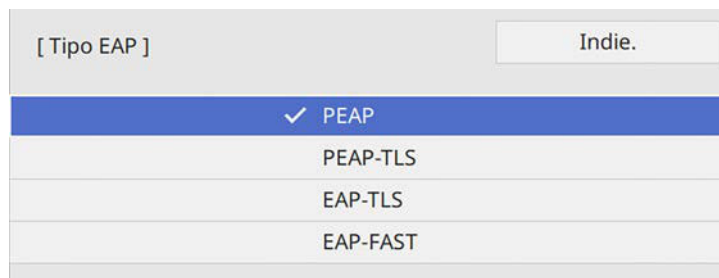 [ Tipo EAP ]
Indie.
PEAP
PEAP-TLS
EAP-TLS
EAP-FAST